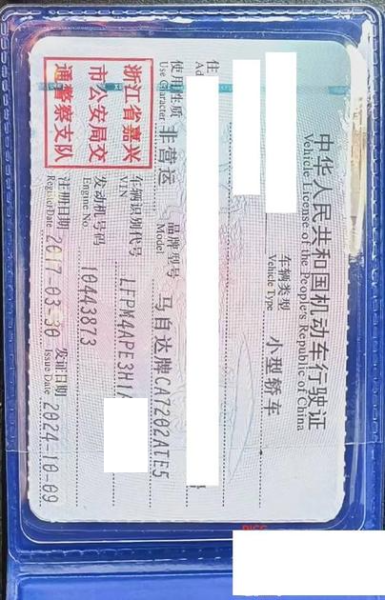 中华人民共和国机动车行驶证
Vehicle License of the People's Republic of China
车辆类型 小型轿车
Vehicle Type
住
Ad
使用性质 非营运 品牌型号 马自达牌CA7202ATE5
Use Character Model
浙江省嘉兴
市公安局交
通警察支队
车辆识别代号 LFPM4APE3H1A
VIN
发动机号码 10443873
Engine No.
注册日期 2017-03-30 发证日期 2024-10-09
Register Date Issue Date